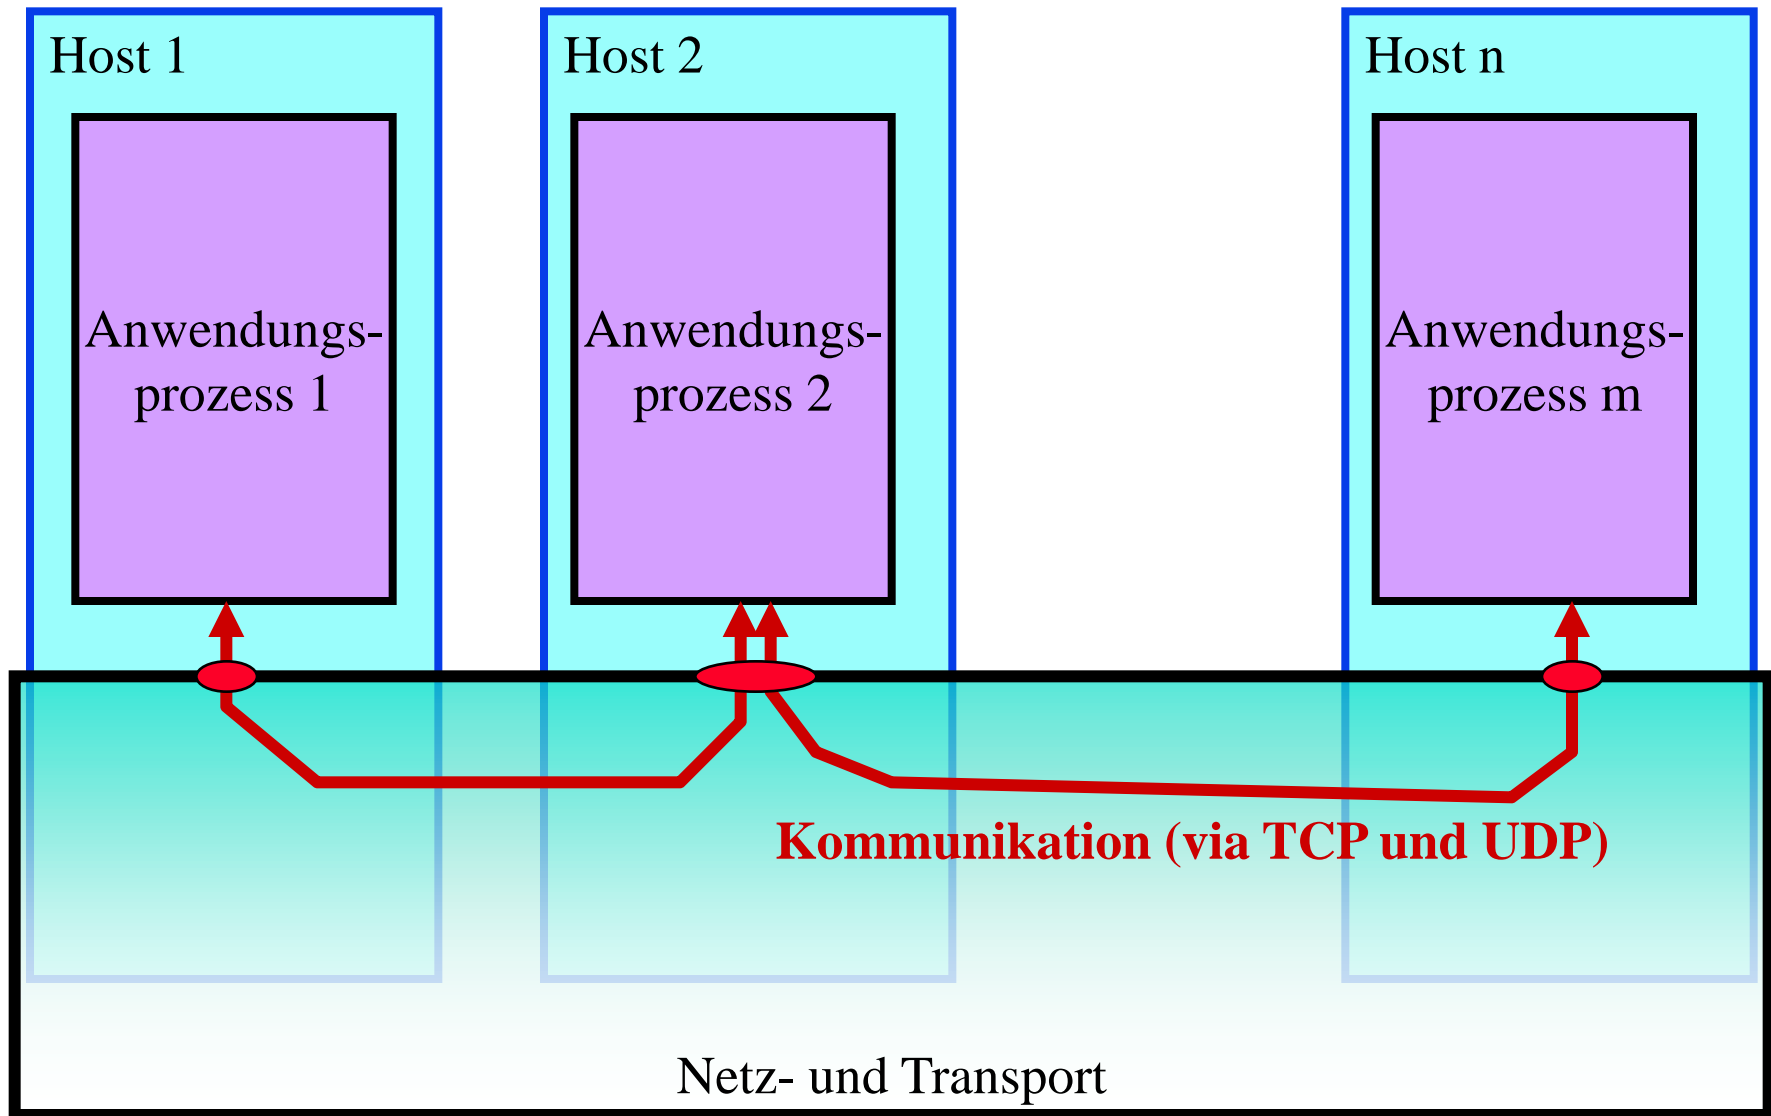 Host 1
Host 2
Host n
Anwendungs-
prozess 1
Anwendungs-
prozess 2
Anwendungs-
prozess m
Kommunikation (via TCP und UDP)
Netz- und Transport